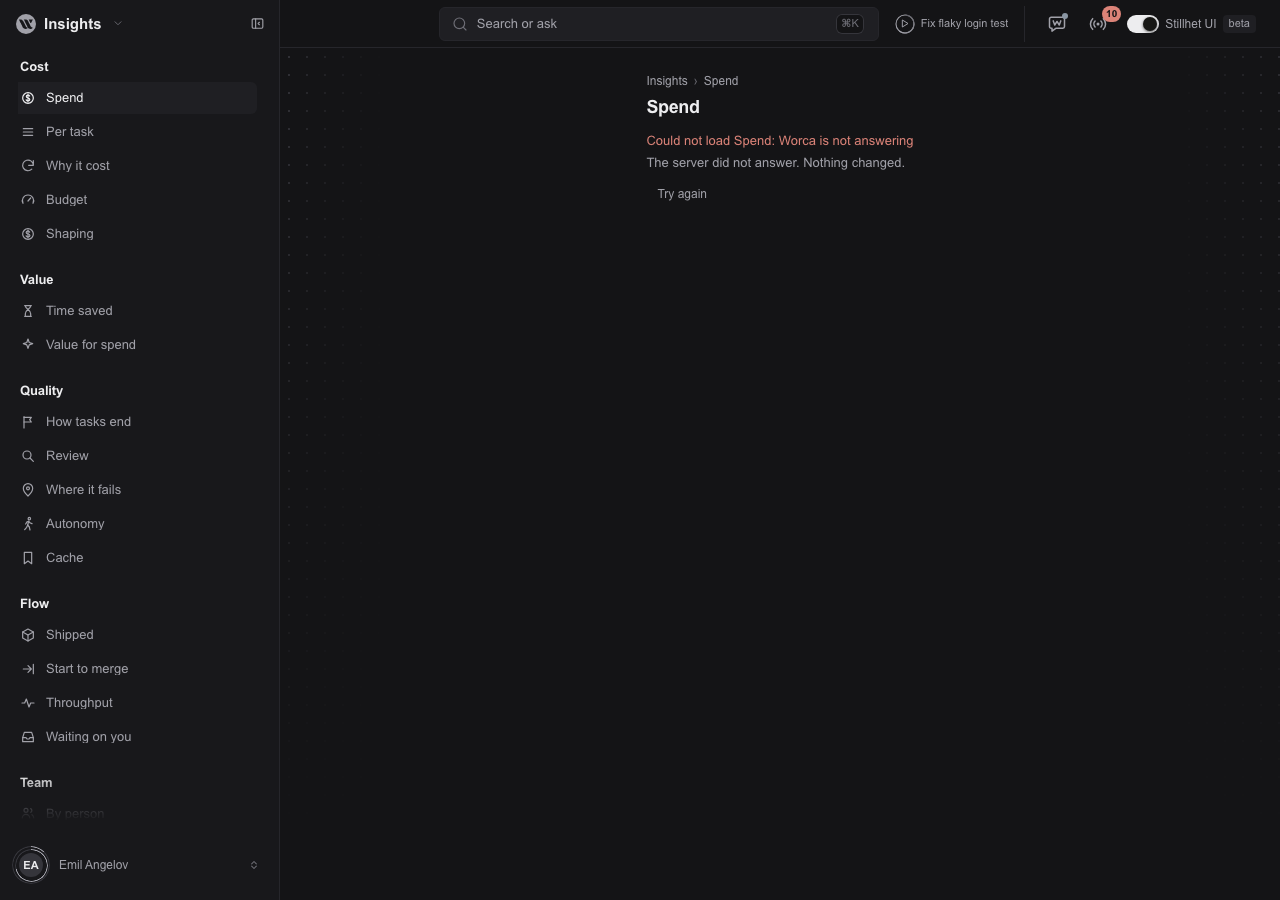 Insights
Search or ask
⌘K
Fix flaky login test
10
Stillhet UI
beta
Cost
Spend
Per task
Why it cost
Budget
Shaping
Value
Time saved
Value for spend
Quality
How tasks end
Review
Where it fails
Autonomy
Cache
Flow
Shipped
Start to merge
Throughput
Waiting on you
Team
By person
EA
Emil Angelov
Insights › Spend
Spend
Could not load Spend: Worca is not answering
The server did not answer. Nothing changed.
Try again